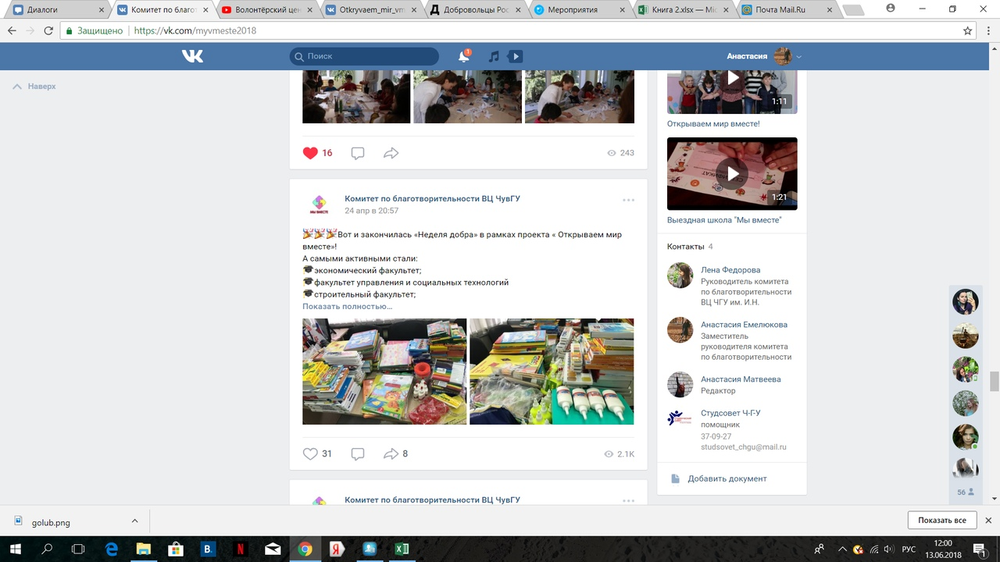 Диалоги
Комитет по благот
Волонтёрский цен
Otkryvaem_mir_vm
Добровольцы Рос
Мероприятия
Книга 2.xlsx — Mic
Почта Mail.Ru
Защищено
https://vk.com/myvmeste2018
Поиск
1
Анастасия
Наверх
16
243
Комитет по благотворительности ВЦ ЧувГУ
24 апр в 20:57
МЫ ВМЕСТЕ
Вот и закончилась «Неделя добра» в рамках проекта « Открываем мир
вместе»!
А самыми активными стали:
экономический факультет;
факультет управления и социальных технологий
строительный факультет;
Показать полностью…
31
8
2.1K
Комитет по благотворительности ВЦ ЧувГУ
1:11
Открываем мир вместе!
СЕРТИФИКАТ
1:21
Выездная школа "Мы вместе"
Контакты 4
Лена Федорова
Руководитель комитета
по благотворительности
ВЦ ЧГУ им. И.Н.
Анастасия Емелюкова
Заместитель
руководителя комитета
по благотворительности
Анастасия Матвеева
Редактор
Студсовет Ч-Г-У
помощник
37-09-27
studsovet_chgu@mail.ru
Добавить документ
56
golub.png
Показать все
B.
N
Я
РУС
12:00
13.06.2018
1